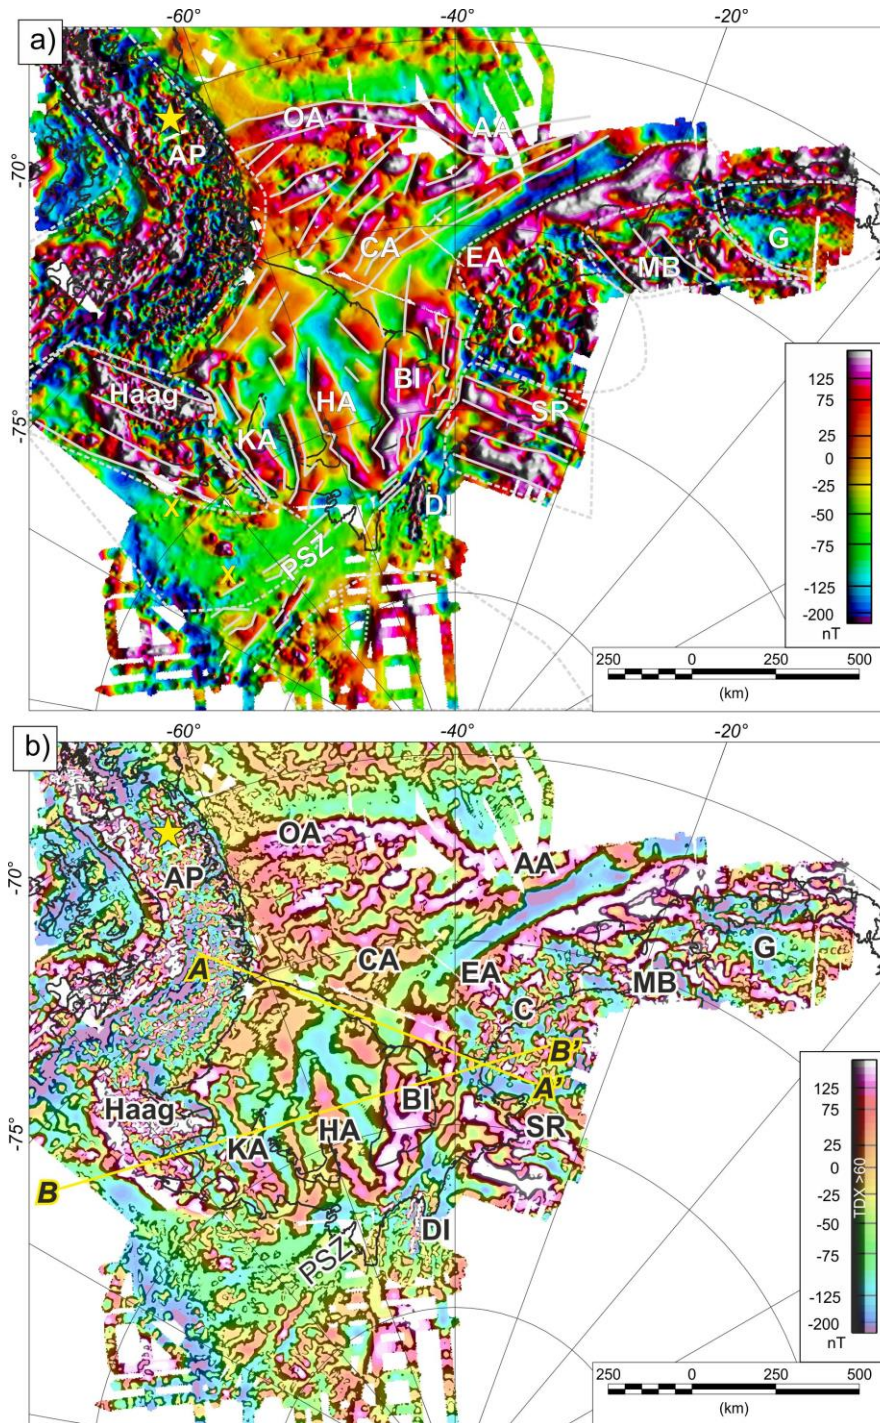 a)
-60°
-40°
-20°
OA
AA
AP
-70°
CA
EA
MB
G
C
Haag
HA
BI
SR
KA
-75°
X
D
PSZ
X
125
75
25
0
-25
-50
-75
-125
-200
nT
250 0 250 500
(km)
b)
-60°
-40°
-20°
OA
AA
AP
-70°
A
CA
EA
MB
G
C
B'
A'
Haag
BI
HA
SR
KA
-75°
B
DI
PSZ
TDX >60
125
75
25
0
-25
-50
-75
-125
-200
nT
250 0 250 500
(km)